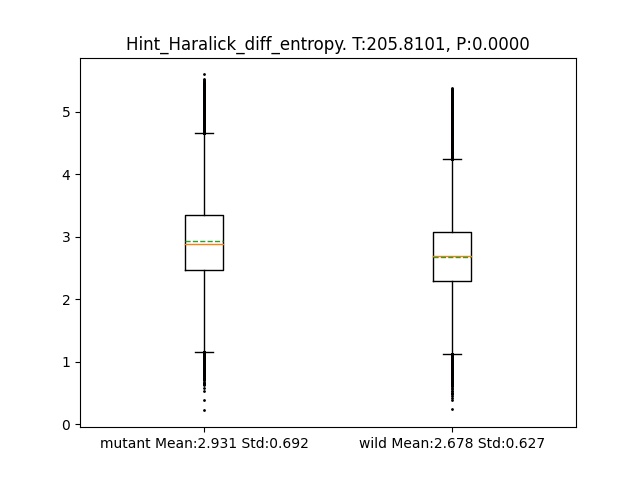 Hint_Haralick_diff_entropy. T:205.8101, P:0.0000
5
4
3
2
1
0
mutant Mean:2.931 Std:0.692
wild Mean:2.678 Std:0.627